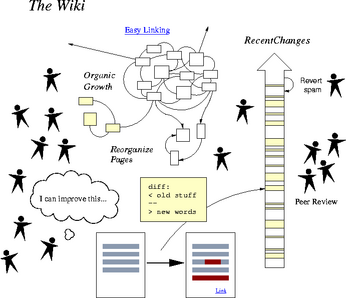 The Wiki
Easy Linking
RecentChanges
Organic
Growth
Revert
spam
Reorganize
Pages
diff:
< old stuff
--
> new words
I can improve this...
Peer Review
Link